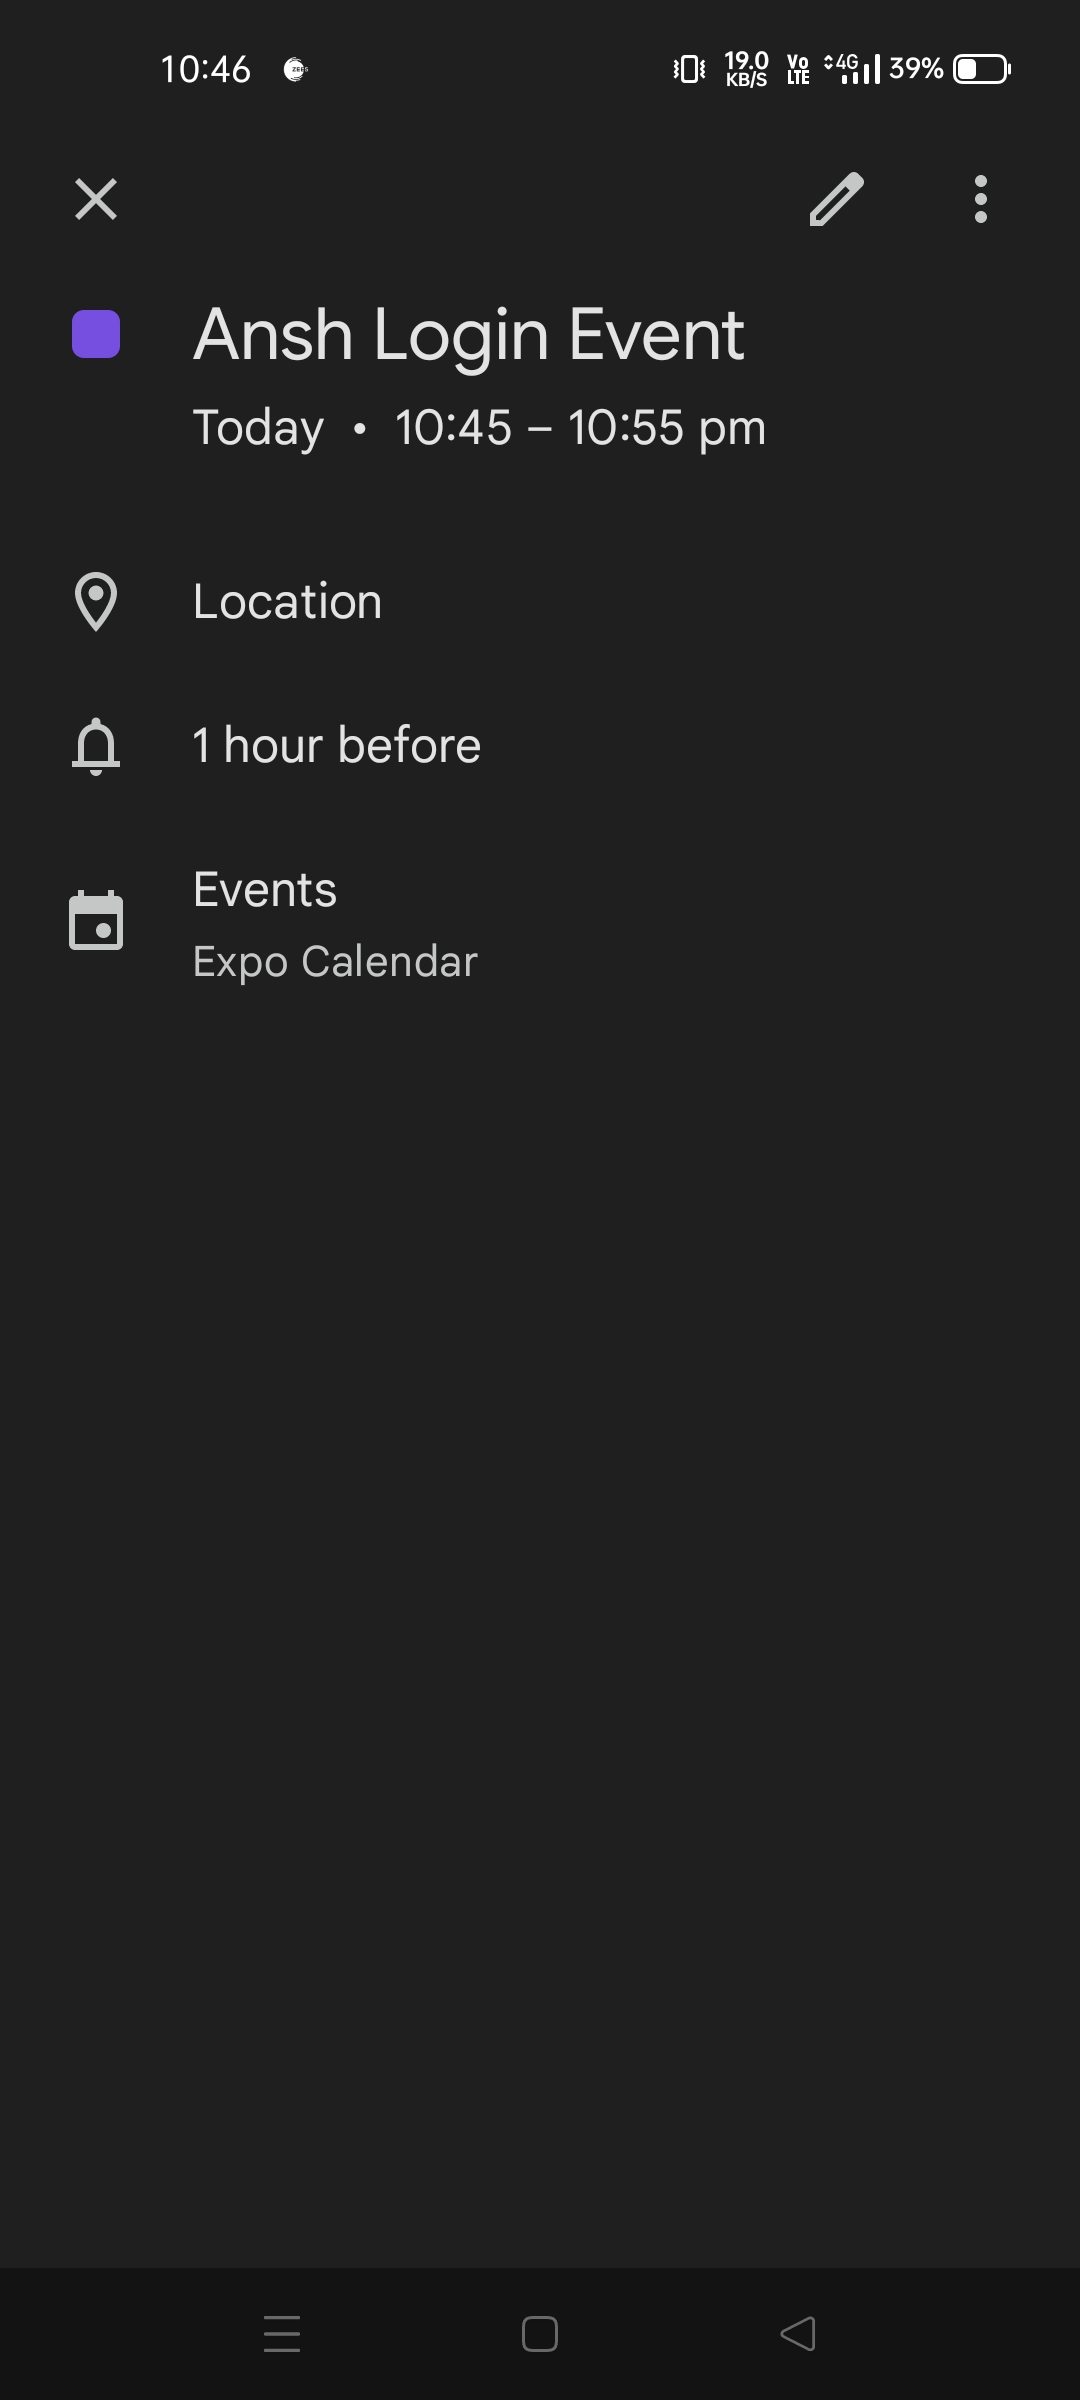 10:46
19.0
KB/S
Vo
LTE
4G
39%
Ansh Login Event
Today • 10:45 – 10:55 pm
Location
1 hour before
Events
Expo Calendar